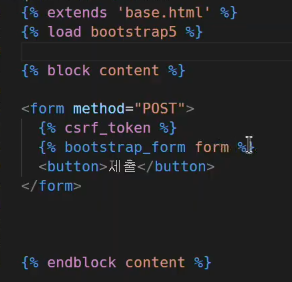 {% extends 'base.html' %}
{% load bootstrap5 %}
{% block content %}
<form method="POST">
{% csrf_token %}
{% bootstrap_form form %}
<button>제출</button>
</form>
{% endblock content %}